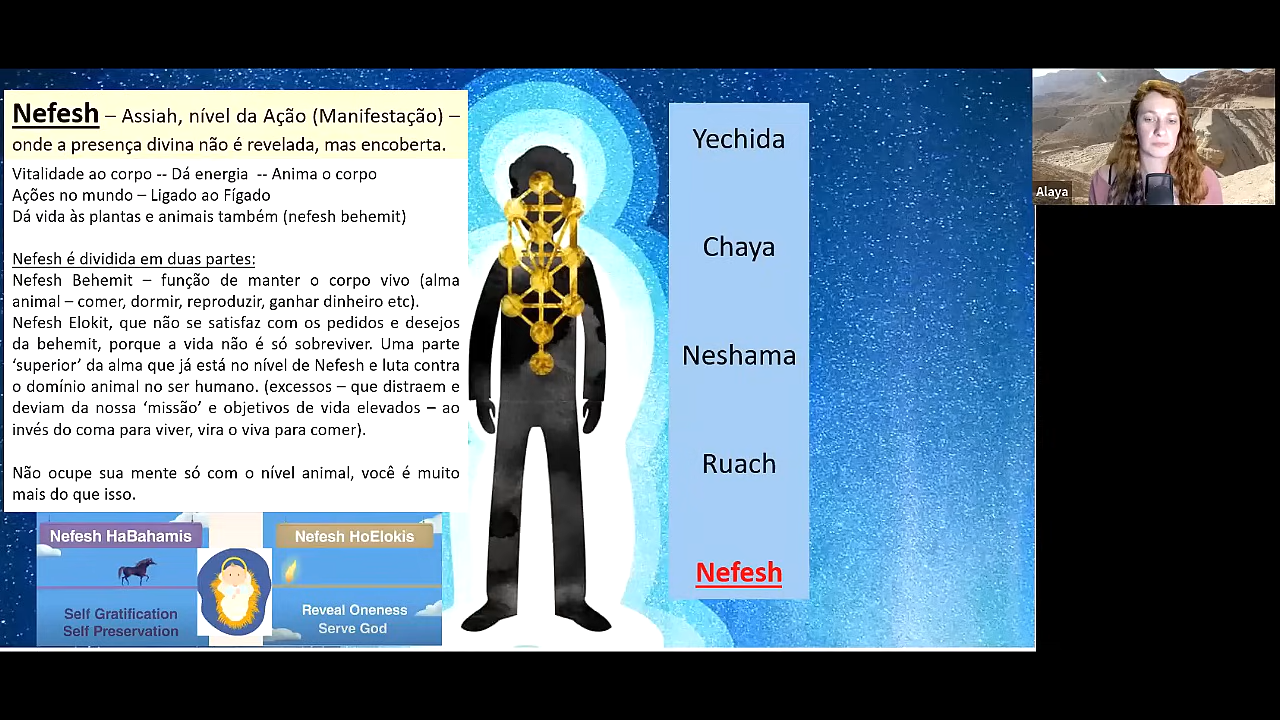 Nefesh – Assiah, nível da Ação (Manifestação) –
onde a presença divina não é revelada, mas encoberta.
Vitalidade ao corpo -- Dá energia -- Anima o corpo
Ações no mundo – Ligado ao Fígado
Dá vida às plantas e animais também (nefesh behemit)
Nefesh é dividida em duas partes:
Nefesh Behemit – função de manter o corpo vivo (alma
animal – comer, dormir, reproduzir, ganhar dinheiro etc).
Nefesh Elokit, que não se satisfaz com os pedidos e desejos
da behemit, porque a vida não é só sobreviver. Uma parte
‘superior’ da alma que já está no nível de Nefesh e luta contra
o domínio animal no ser humano. (excessos – que distraem e
deviam da nossa ‘missão’ e objetivos de vida elevados – ao
invés do coma para viver, vira o viva para comer).
Não ocupe sua mente só com o nível animal, você é muito
mais do que isso.
Nefesh HaBahamis
Self Gratification
Self Preservation
Nefesh HoElokis
Reveal Oneness
Serve God
Yechida
Chaya
Neshama
Ruach
Nefesh
Alaya